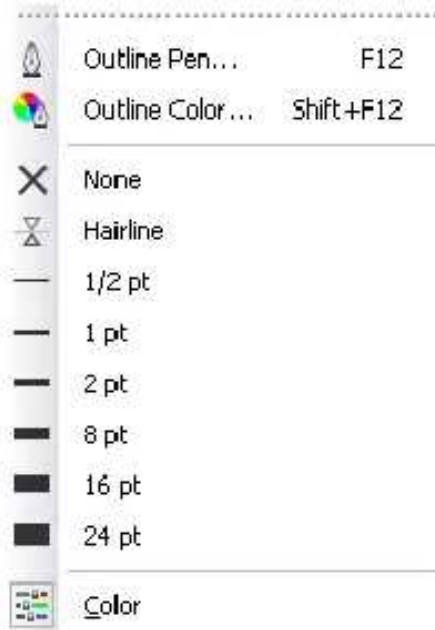 Outline Pen... F12
Outline Color... Shift+F12
None
Hairline
1/2 pt
1 pt
2 pt
8 pt
16 pt
24 pt
Color